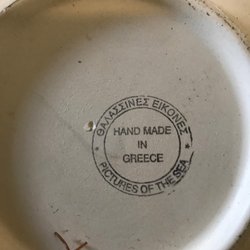 ΘΑΛΑΣΣΙΝΕΣ ΕΙΚΟΝΕΣ
HAND MADE
IN
GREECE
PICTURES OF THE SEA